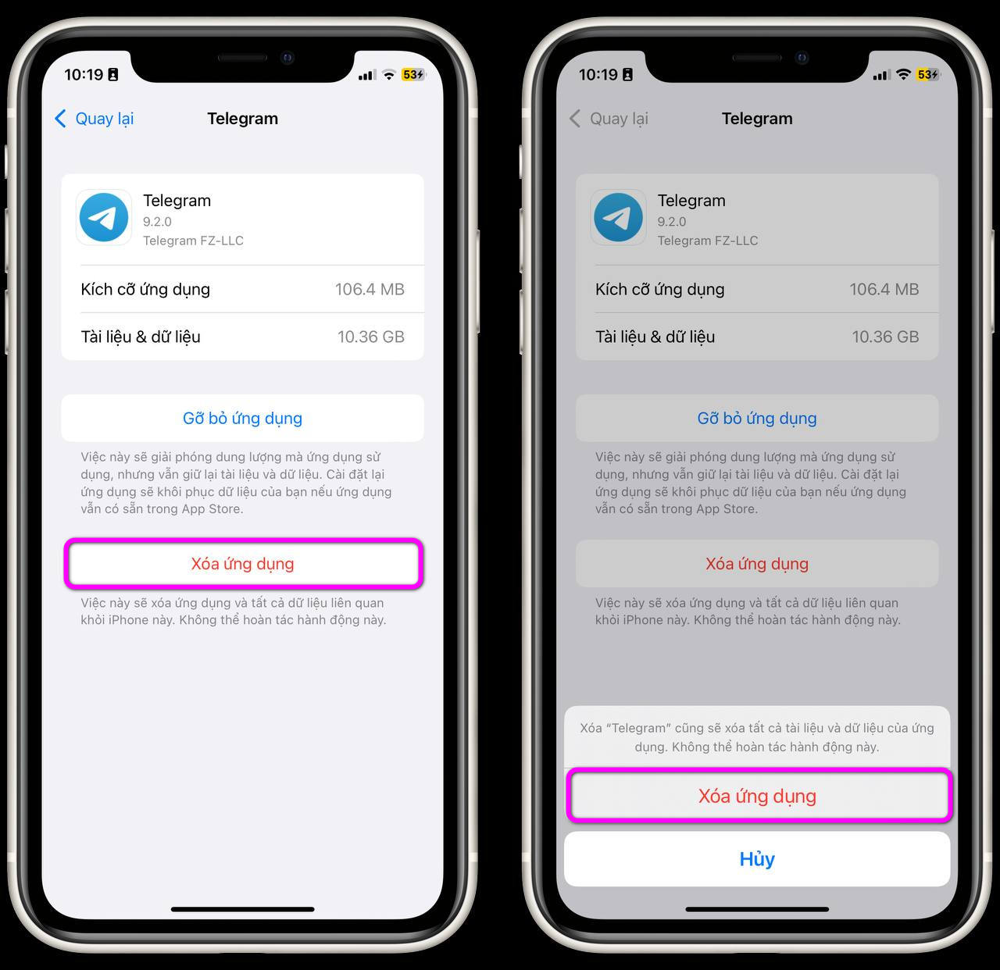 10:19
53
Quay lại
Telegram
Telegram
9.2.0
Telegram FZ-LLC
Kích cỡ ứng dụng 106.4 MB
Tài liệu & dữ liệu 10.36 GB
Gỡ bỏ ứng dụng
Việc này sẽ giải phóng dung lượng mà ứng dụng sử
dụng, nhưng vẫn giữ lại tài liệu và dữ liệu. Cài đặt lại
ứng dụng sẽ khôi phục dữ liệu của bạn nếu ứng dụng
vẫn có sẵn trong App Store.
Xóa ứng dụng
Việc này sẽ xóa ứng dụng và tất cả dữ liệu liên quan
khỏi iPhone này. Không thể hoàn tác hành động này.
10:19
53
Quay lại
Telegram
Telegram
9.2.0
Telegram FZ-LLC
Kích cỡ ứng dụng 106.4 MB
Tài liệu & dữ liệu 10.36 GB
Gỡ bỏ ứng dụng
Việc này sẽ giải phóng dung lượng mà ứng dụng sử
dụng, nhưng vẫn giữ lại tài liệu và dữ liệu. Cài đặt lại
ứng dụng sẽ khôi phục dữ liệu của bạn nếu ứng dụng
vẫn có sẵn trong App Store.
Xóa ứng dụng
Việc này sẽ xóa ứng dụng và tất cả dữ liệu liên quan
khỏi iPhone này. Không thể hoàn tác hành động này.
Xóa “Telegram” cũng sẽ xóa tất cả tài liệu và dữ liệu của ứng
dụng. Không thể hoàn tác hành động này.
Xóa ứng dụng
Hủy